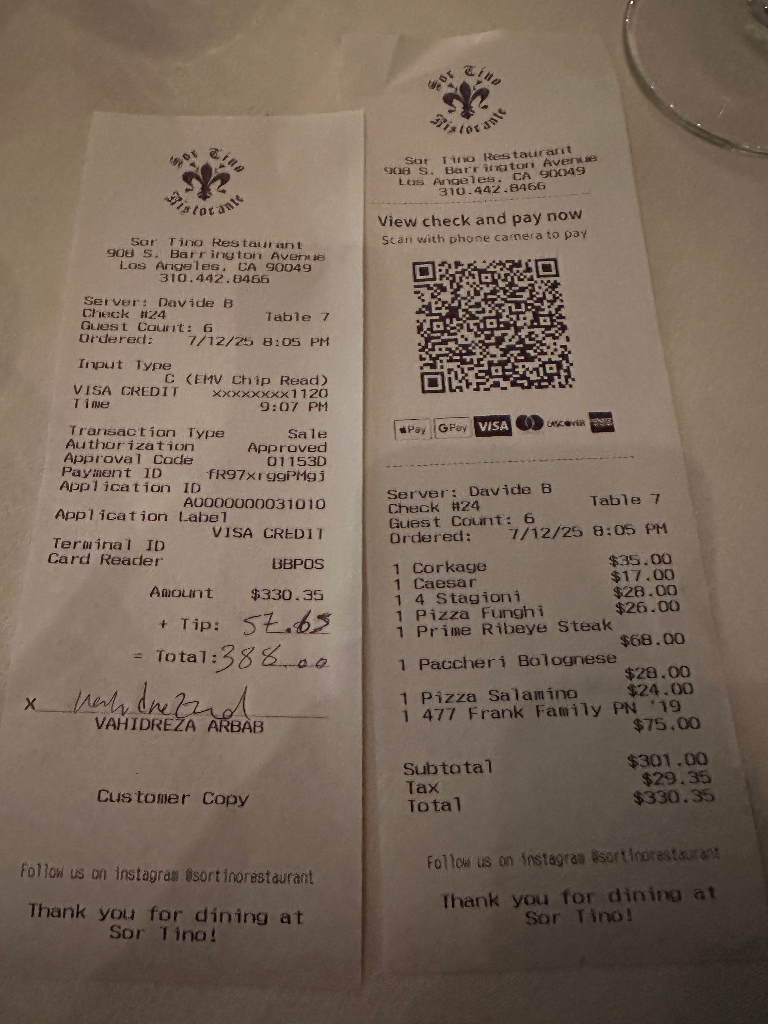 Sor Tino
Ristorante
Sor Tino Restaurant
908 S. Barrington Avenue
Los Angeles, CA 90049
310.442.8466
Server: Davide B
Check #24 Table 7
Guest Count: 6
Ordered: 7/12/25 8:05 PM
Input Type
C (EMV Chip Read)
VISA CREDIT xxxxxxxx1120
Time 9:07 PM
Transaction Type Sale
Authorization Approved
Approval Code 01153D
Payment ID fR97xrggPMgj
Application ID
A0000000031010
Application Label
VISA CREDIT
Terminal ID
Card Reader BBPOS
Amount $330.35
+ Tip: 57.65
= Total: 388.00
x
VAHIDREZA ARBAB
Customer Copy
Follow us on instagram @sortinorestaurant
Thank you for dining at
Sor Tino!
Sor Tino
Ristorante
Sor Tino Restaurant
908 S. Barrington Avenue
Los Angeles, CA 90049
310.442.8466
View check and pay now
Scan with phone camera to pay
Pay G Pay VISA DISCOVER
Server: Davide B
Check #24 Table 7
Guest Count: 6
Ordered: 7/12/25 8:05 PM
1 Corkage $35.00
1 Caesar $17.00
1 4 Stagioni $28.00
1 Pizza Funghi $26.00
1 Prime Ribeye Steak
$68.00
1 Paccheri Bolognese
$28.00
1 Pizza Salamino $24.00
1 477 Frank Family PN '19
$75.00
Subtotal $301.00
Tax $29.35
Total $330.35
Follow us on instagram @sortinorestaurant
Thank you for dining at
Sor Tino!